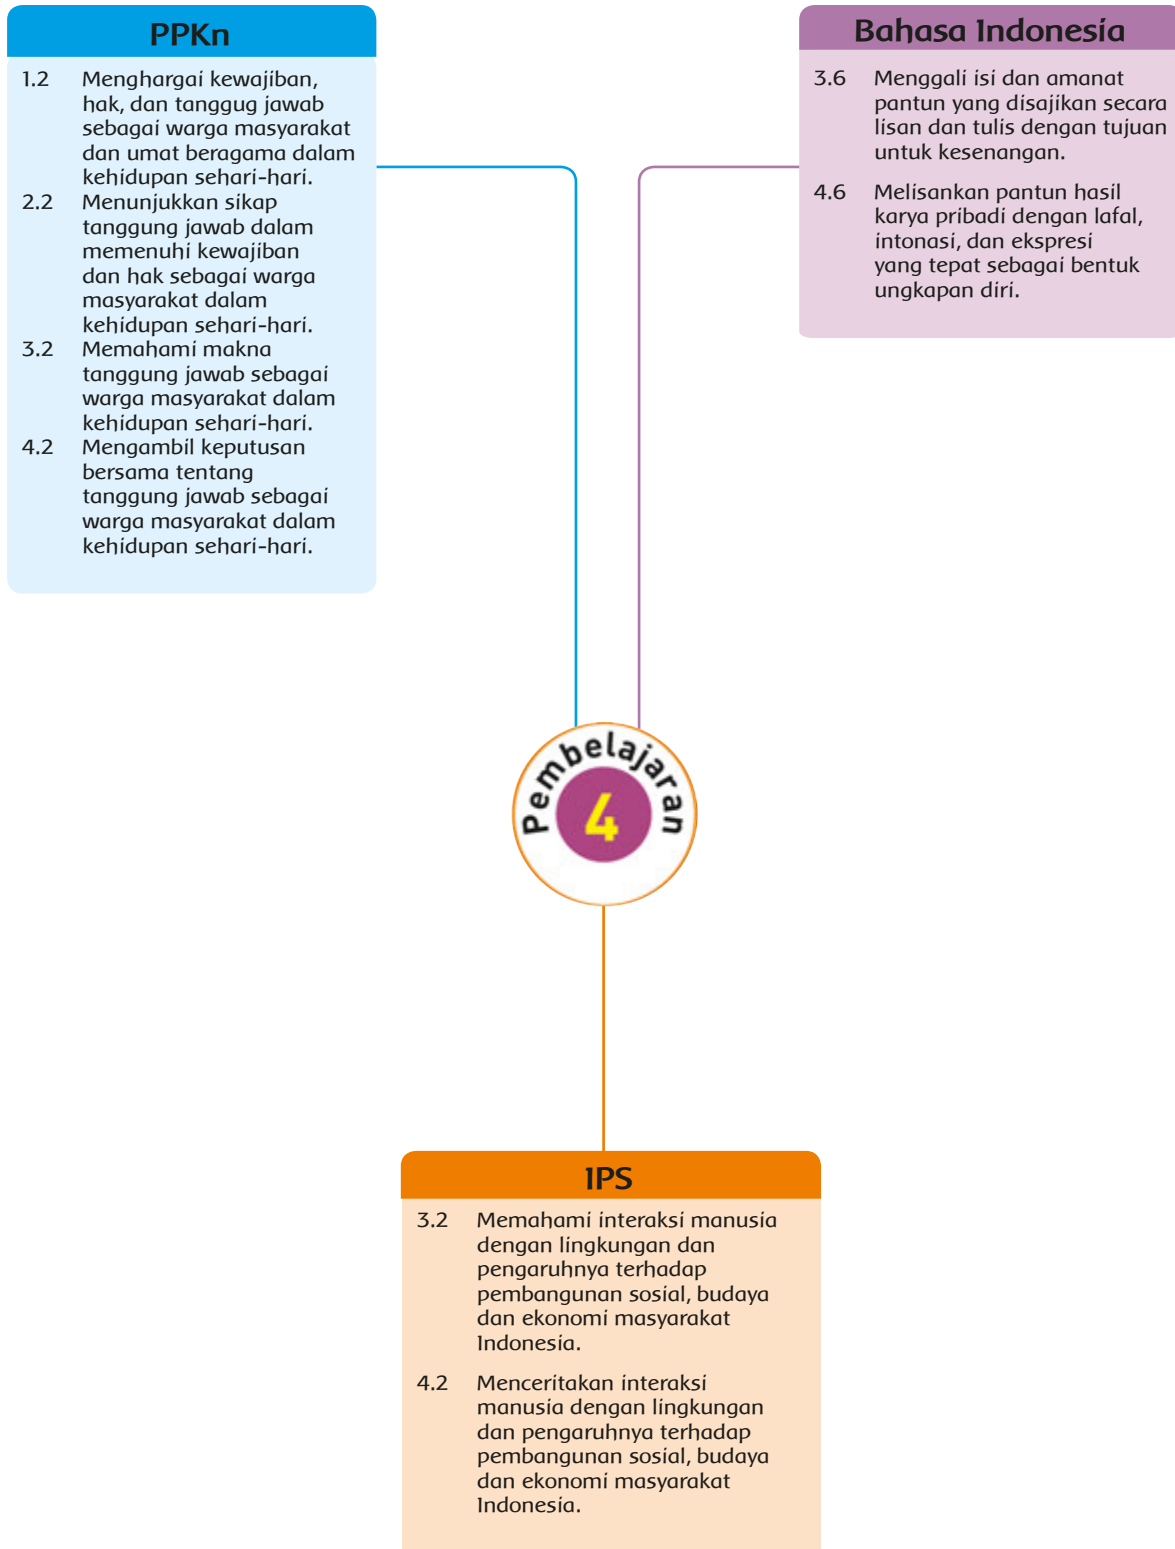 PPKn
1.2 Menghargai kewajiban,
hak, dan tanggug jawab
sebagai warga masyarakat
dan umat beragama dalam
kehidupan sehari-hari.
2.2 Menunjukkan sikap
tanggung jawab dalam
memenuhi kewajiban
dan hak sebagai warga
masyarakat dalam
kehidupan sehari-hari.
3.2 Memahami makna
tanggung jawab sebagai
warga masyarakat dalam
kehidupan sehari-hari.
4.2 Mengambil keputusan
bersama tentang
tanggung jawab sebagai
warga masyarakat dalam
kehidupan sehari-hari.
Bahasa Indonesia
3.6 Menggali isi dan amanat
pantun yang disajikan secara
lisan dan tulis dengan tujuan
untuk kesenangan.
4.6 Melisankan pantun hasil
karya pribadi dengan lafal,
intonasi, dan ekspresi
yang tepat sebagai bentuk
ungkapan diri.
Pembelajaran
4
IPS
3.2 Memahami interaksi manusia
dengan lingkungan dan
pengaruhnya terhadap
pembangunan sosial, budaya
dan ekonomi masyarakat
Indonesia.
4.2 Menceritakan interaksi
manusia dengan lingkungan
dan pengaruhnya terhadap
pembangunan sosial, budaya
dan ekonomi masyarakat
Indonesia.